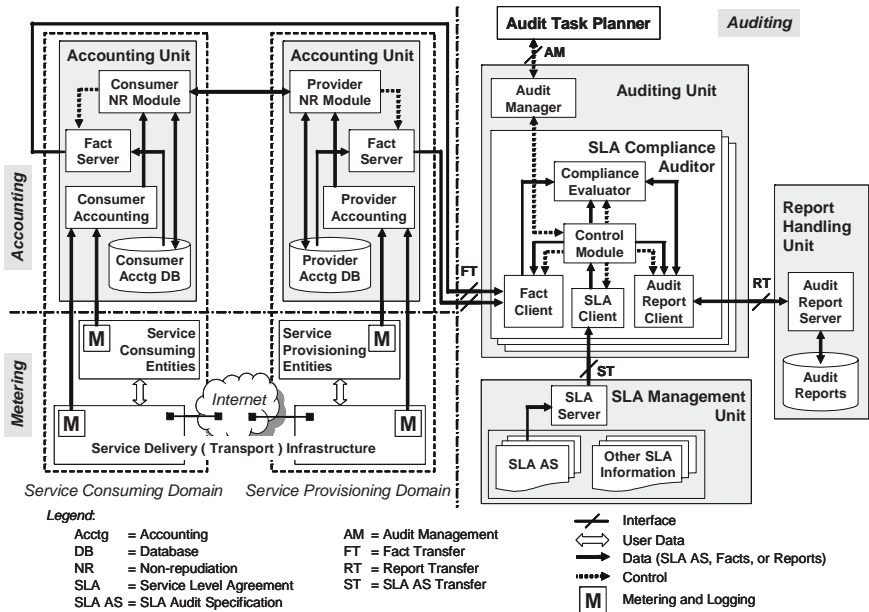 Audit Task Planner
Auditing
AM
Accounting Unit
Consumer
NR Module
Fact
Server
Consumer
Accounting
Consumer
Acctg DB
Accounting Unit
Provider
NR Module
Fact
Server
Provider
Accounting
Provider
Acctg DB
Accounting
Audit
Manager
Auditing Unit
SLA Compliance
Auditor
Compliance
Evaluator
Control
Module
Fact
Client
SLA
Client
Audit
Report
Client
FT
RT
ST
Report
Handling
Unit
Audit
Report
Server
Audit
Reports
Metering
M
Service
Consuming
Entities
Service
Provisioning
Entities
M
Internet
M
M
Service Delivery ( Transport ) Infrastructure
SLA
Server
SLA Management
Unit
SLA AS
Other SLA
Information
Service Consuming Domain
Service Provisioning Domain
Legend:
Acctg = Accounting
DB = Database
NR = Non-repudiation
SLA = Service Level Agreement
SLA AS = SLA Audit Specification
AM = Audit Management
FT = Fact Transfer
RT = Report Transfer
ST = SLA AS Transfer
Interface
User Data
Data (SLA AS, Facts, or Reports)
Control
M Metering and Logging